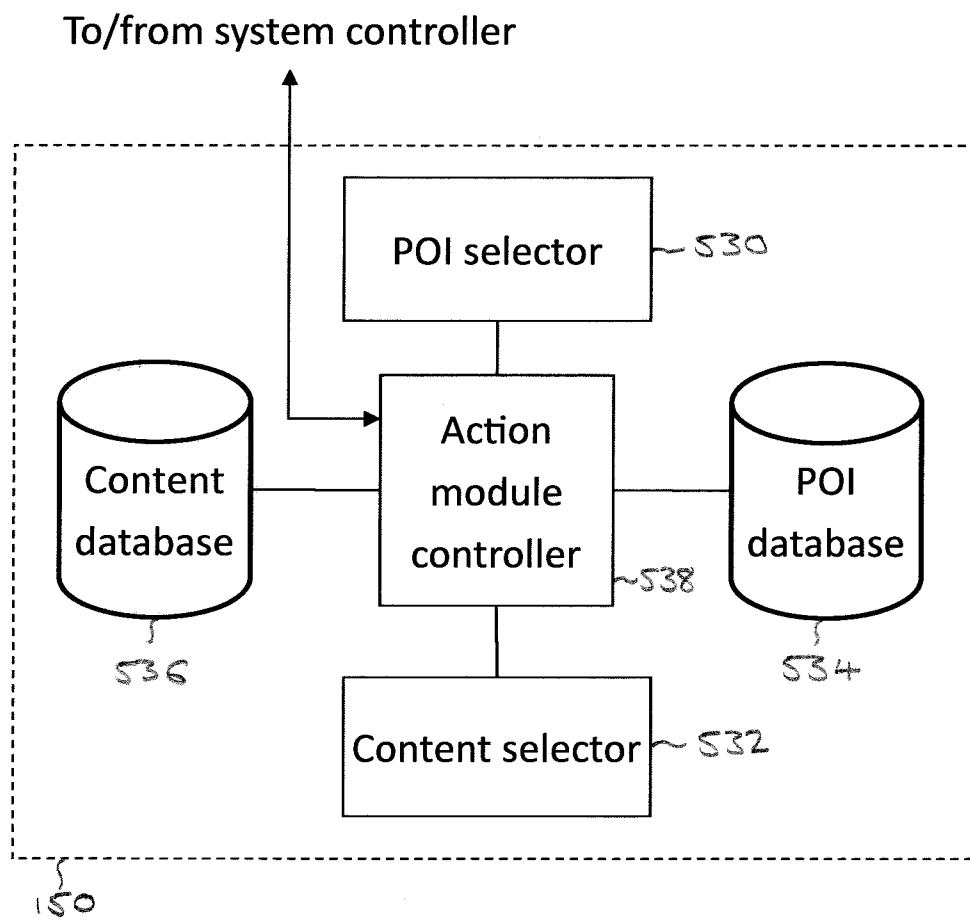 To/from system controller
POI selector
530
Content
database
536
Action
module
controller
538
POI
database
534
Content selector
532
150